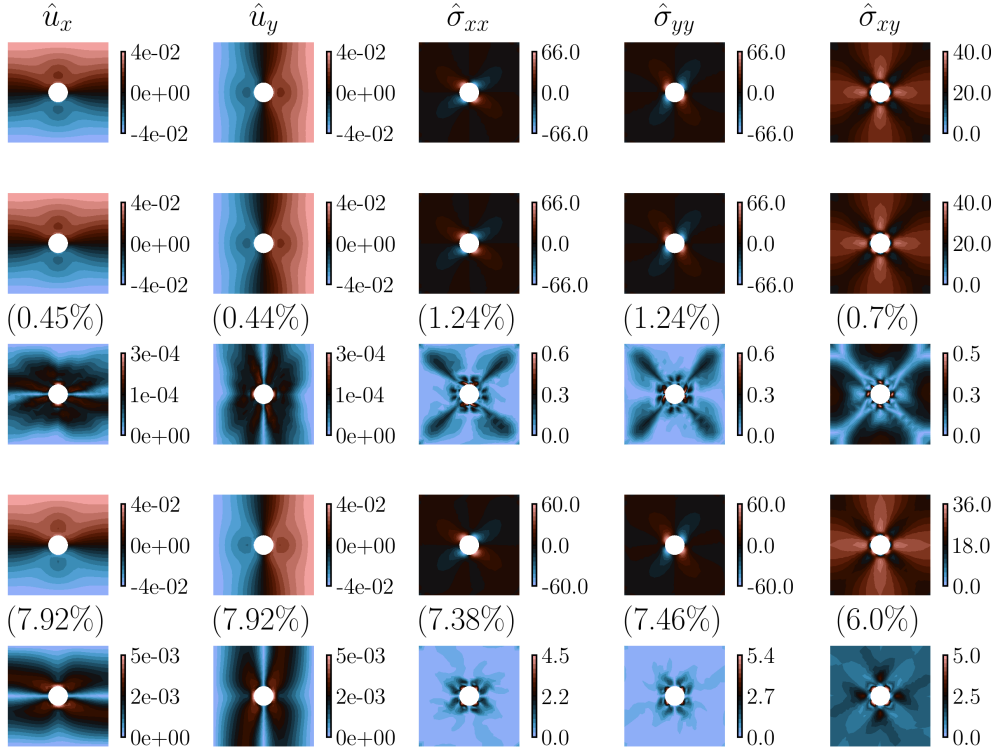 û_x û_y σ̂_xx σ̂_yy σ̂_xy
4e-02 4e-02 66.0 66.0 40.0
0e+00 0e+00 0.0 0.0 20.0
-4e-02 -4e-02 -66.0 -66.0 0.0
4e-02 4e-02 66.0 66.0 40.0
0e+00 0e+00 0.0 0.0 20.0
-4e-02 -4e-02 -66.0 -66.0 0.0
(0.45%) (0.44%) (1.24%) (1.24%) (0.7%)
3e-04 3e-04 0.6 0.6 0.5
1e-04 1e-04 0.3 0.3 0.3
0e+00 0e+00 0.0 0.0 0.0
4e-02 4e-02 60.0 60.0 36.0
0e+00 0e+00 0.0 0.0 18.0
-4e-02 -4e-02 -60.0 -60.0 0.0
(7.92%) (7.92%) (7.38%) (7.46%) (6.0%)
5e-03 5e-03 4.5 5.4 5.0
2e-03 2e-03 2.2 2.7 2.5
0e+00 0e+00 0.0 0.0 0.0